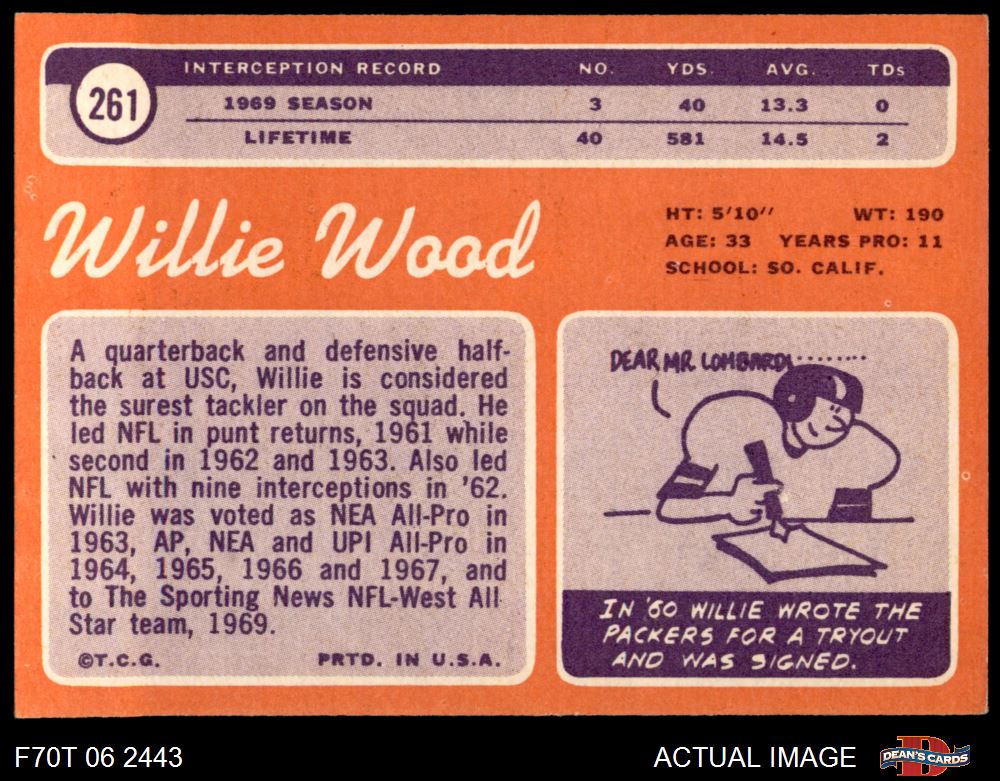 261
INTERCEPTION RECORD NO. YDS. AVG. TDs
1969 SEASON 3 40 13.3 0
LIFETIME 40 581 14.5 2
Willie Wood
HT: 5'10" WT: 190
AGE: 33 YEARS PRO: 11
SCHOOL: SO. CALIF.
A quarterback and defensive half-
back at USC, Willie is considered
the surest tackler on the squad. He
led NFL in punt returns, 1961 while
second in 1962 and 1963. Also led
NFL with nine interceptions in '62.
Willie was voted as NEA All-Pro in
1963, AP, NEA and UPI All-Pro in
1964, 1965, 1966 and 1967, and
to The Sporting News NFL-West All
Star team, 1969.
©T.C.G. PRTD. IN U.S.A.
DEAR MR. LOMBARDI........
IN '60 WILLIE WROTE THE
PACKERS FOR A TRYOUT
AND WAS SIGNED.
F70T 06 2443 ACTUAL IMAGE
D
DEAN'S CARDS